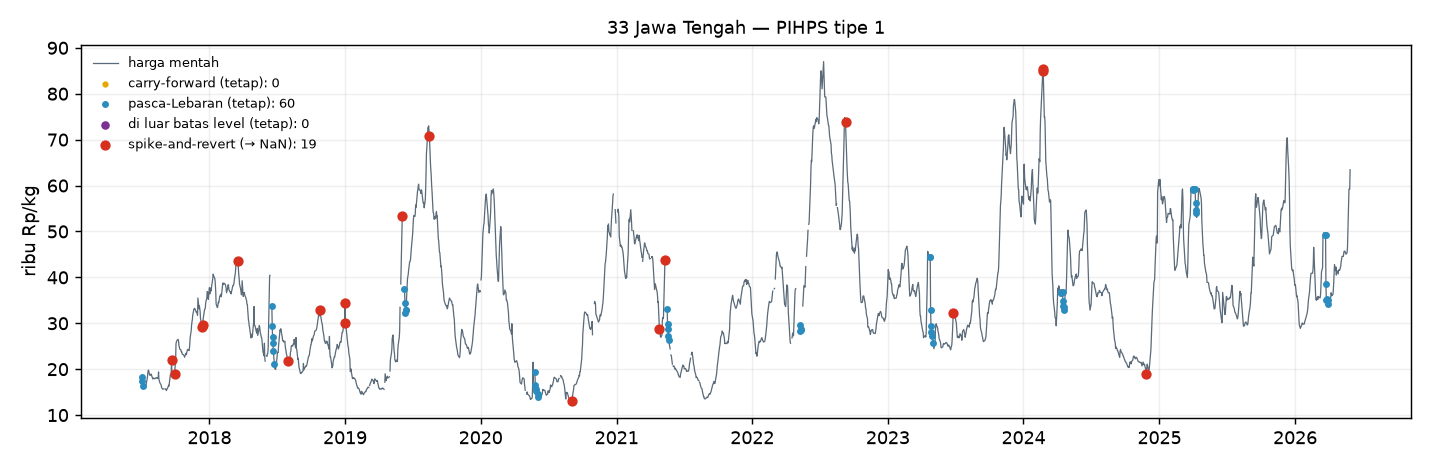 33 Jawa Tengah — PIHPS tipe 1
harga mentah
carry-forward (tetap): 0
pasca-Lebaran (tetap): 60
di luar batas level (tetap): 0
spike-and-revert (→ NaN): 19
ribu Rp/kg
90
80
70
60
50
40
30
20
10
2018 2019 2020 2021 2022 2023 2024 2025 2026